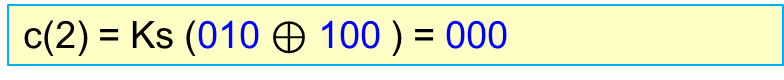 c(2) = Ks (010 ⊕ 100 ) = 000